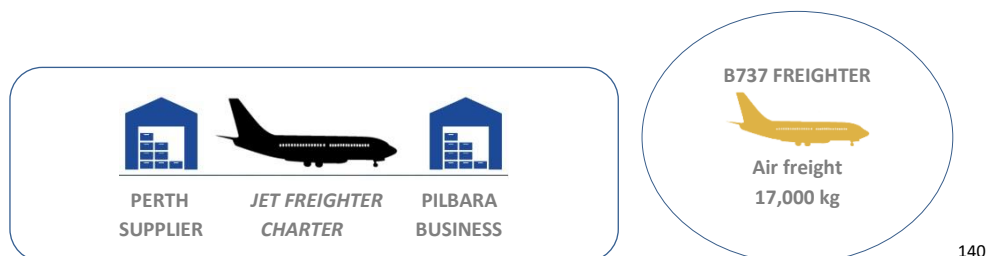 PERTH
SUPPLIER
JET FREIGHTER
CHARTER
PILBARA
BUSINESS
B737 FREIGHTER
Air freight
17,000 kg
140